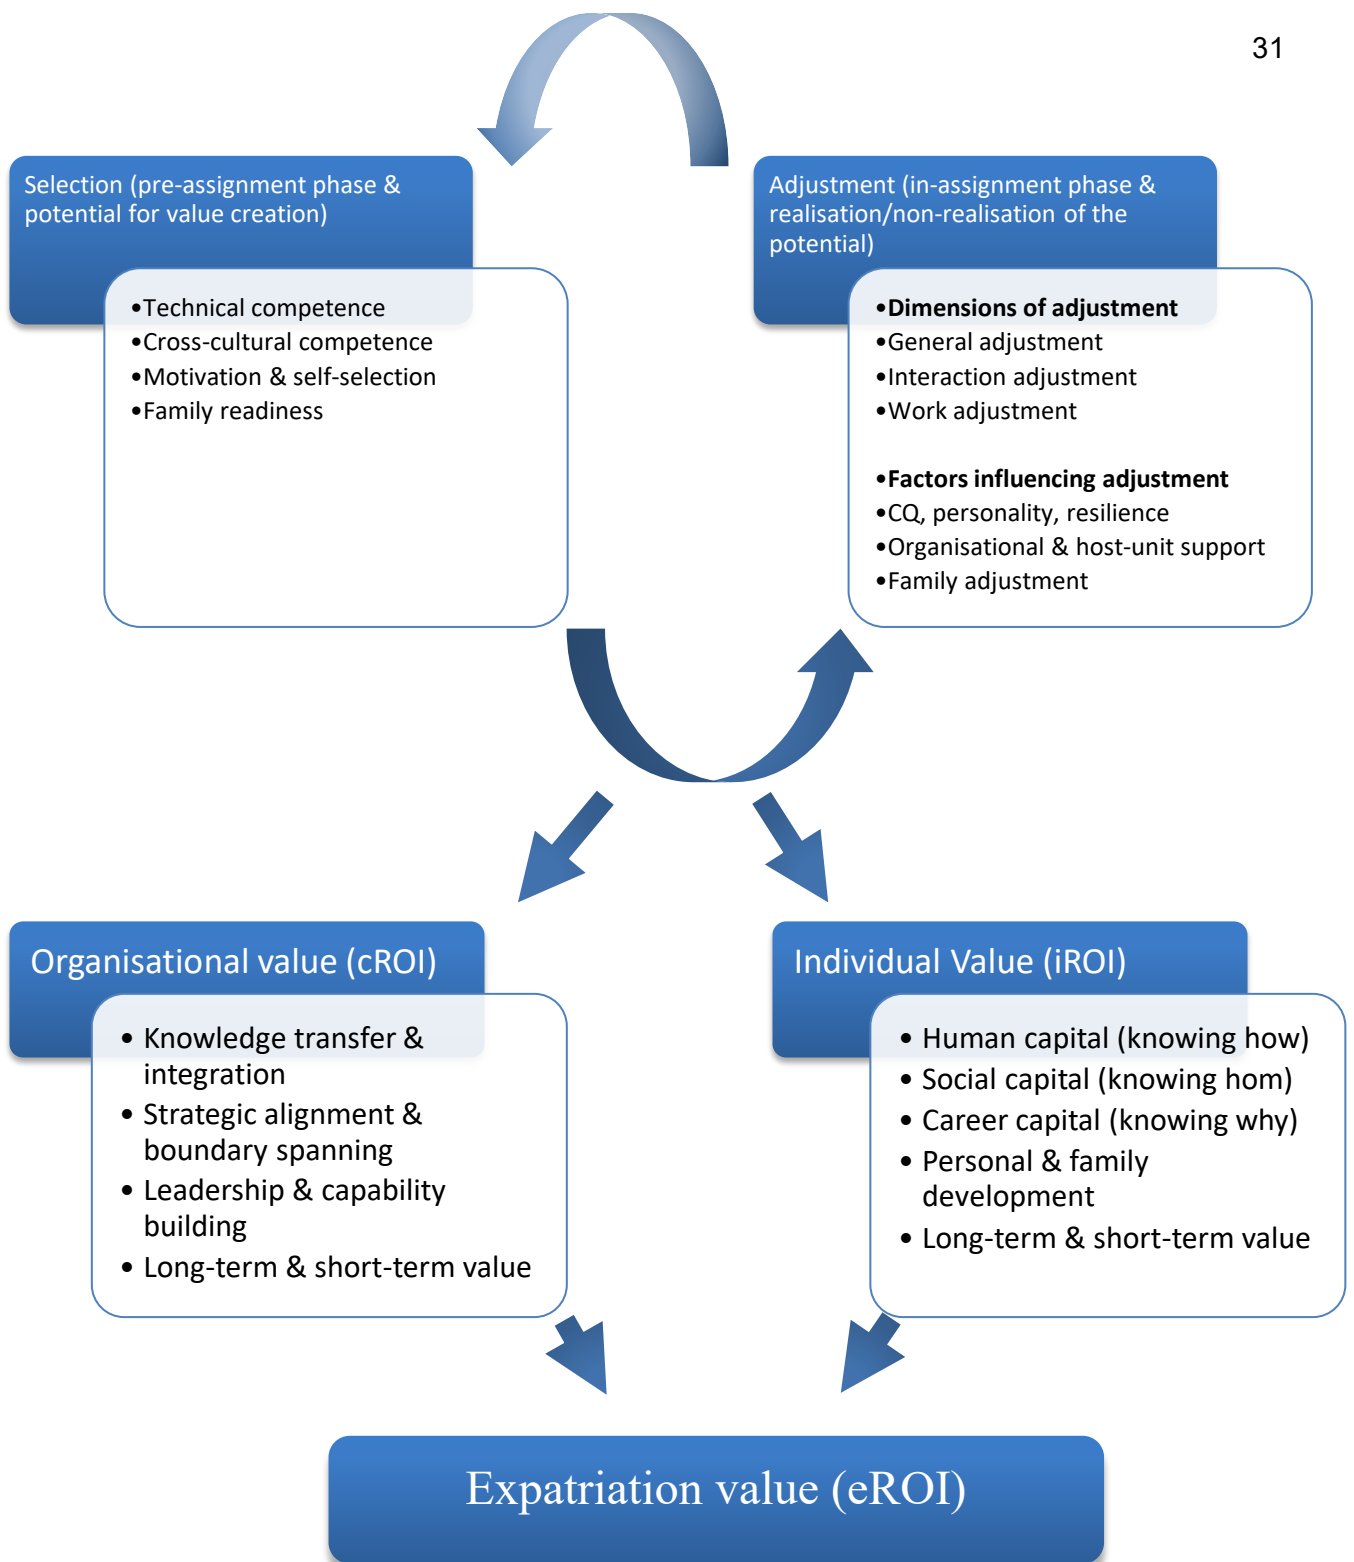 31
Selection (pre-assignment phase &
potential for value creation)
•Technical competence
•Cross-cultural competence
•Motivation & self-selection
•Family readiness
Adjustment (in-assignment phase &
realisation/non-realisation of the
potential)
•Dimensions of adjustment
•General adjustment
•Interaction adjustment
•Work adjustment
•Factors influencing adjustment
•CQ, personality, resilience
•Organisational & host-unit support
•Family adjustment
Organisational value (cROI)
• Knowledge transfer &
integration
• Strategic alignment &
boundary spanning
• Leadership & capability
building
• Long-term & short-term value
Individual Value (iROI)
• Human capital (knowing how)
• Social capital (knowing hom)
• Career capital (knowing why)
• Personal & family
development
• Long-term & short-term value
Expatriation value (eROI)